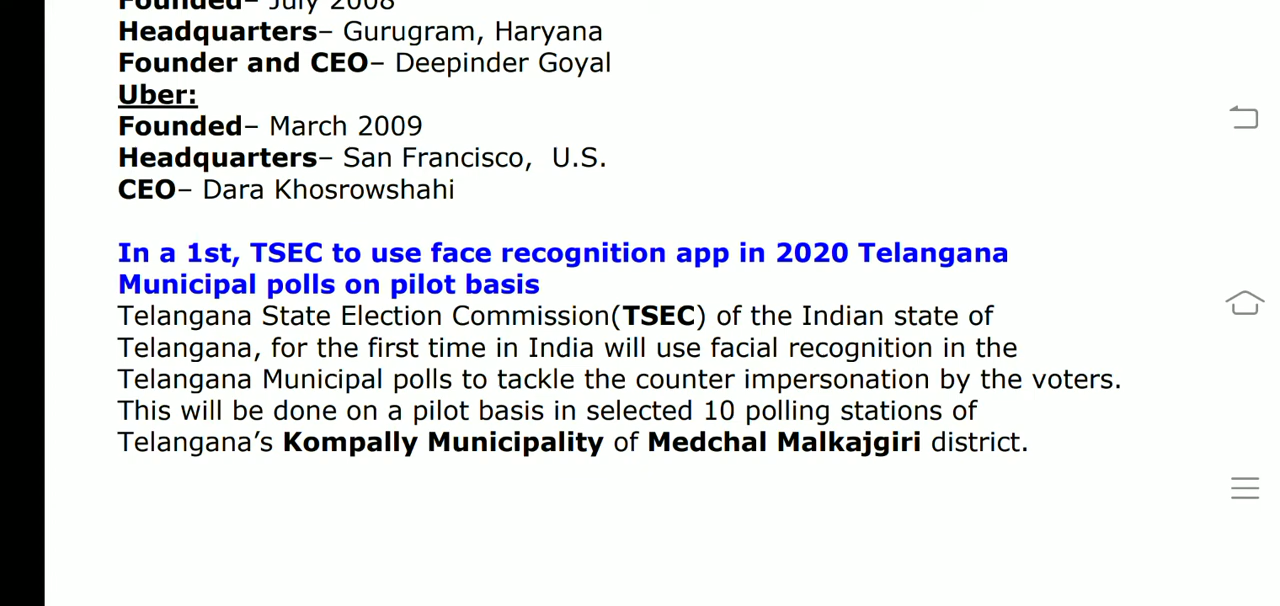 Founded– July 2008
Headquarters– Gurugram, Haryana
Founder and CEO– Deepinder Goyal
Uber:
Founded– March 2009
Headquarters– San Francisco,  U.S.
CEO– Dara Khosrowshahi
In a 1st, TSEC to use face recognition app in 2020 Telangana
Municipal polls on pilot basis
Telangana State Election Commission(TSEC) of the Indian state of
Telangana, for the first time in India will use facial recognition in the
Telangana Municipal polls to tackle the counter impersonation by the voters.
This will be done on a pilot basis in selected 10 polling stations of
Telangana’s Kompally Municipality of Medchal Malkajgiri district.